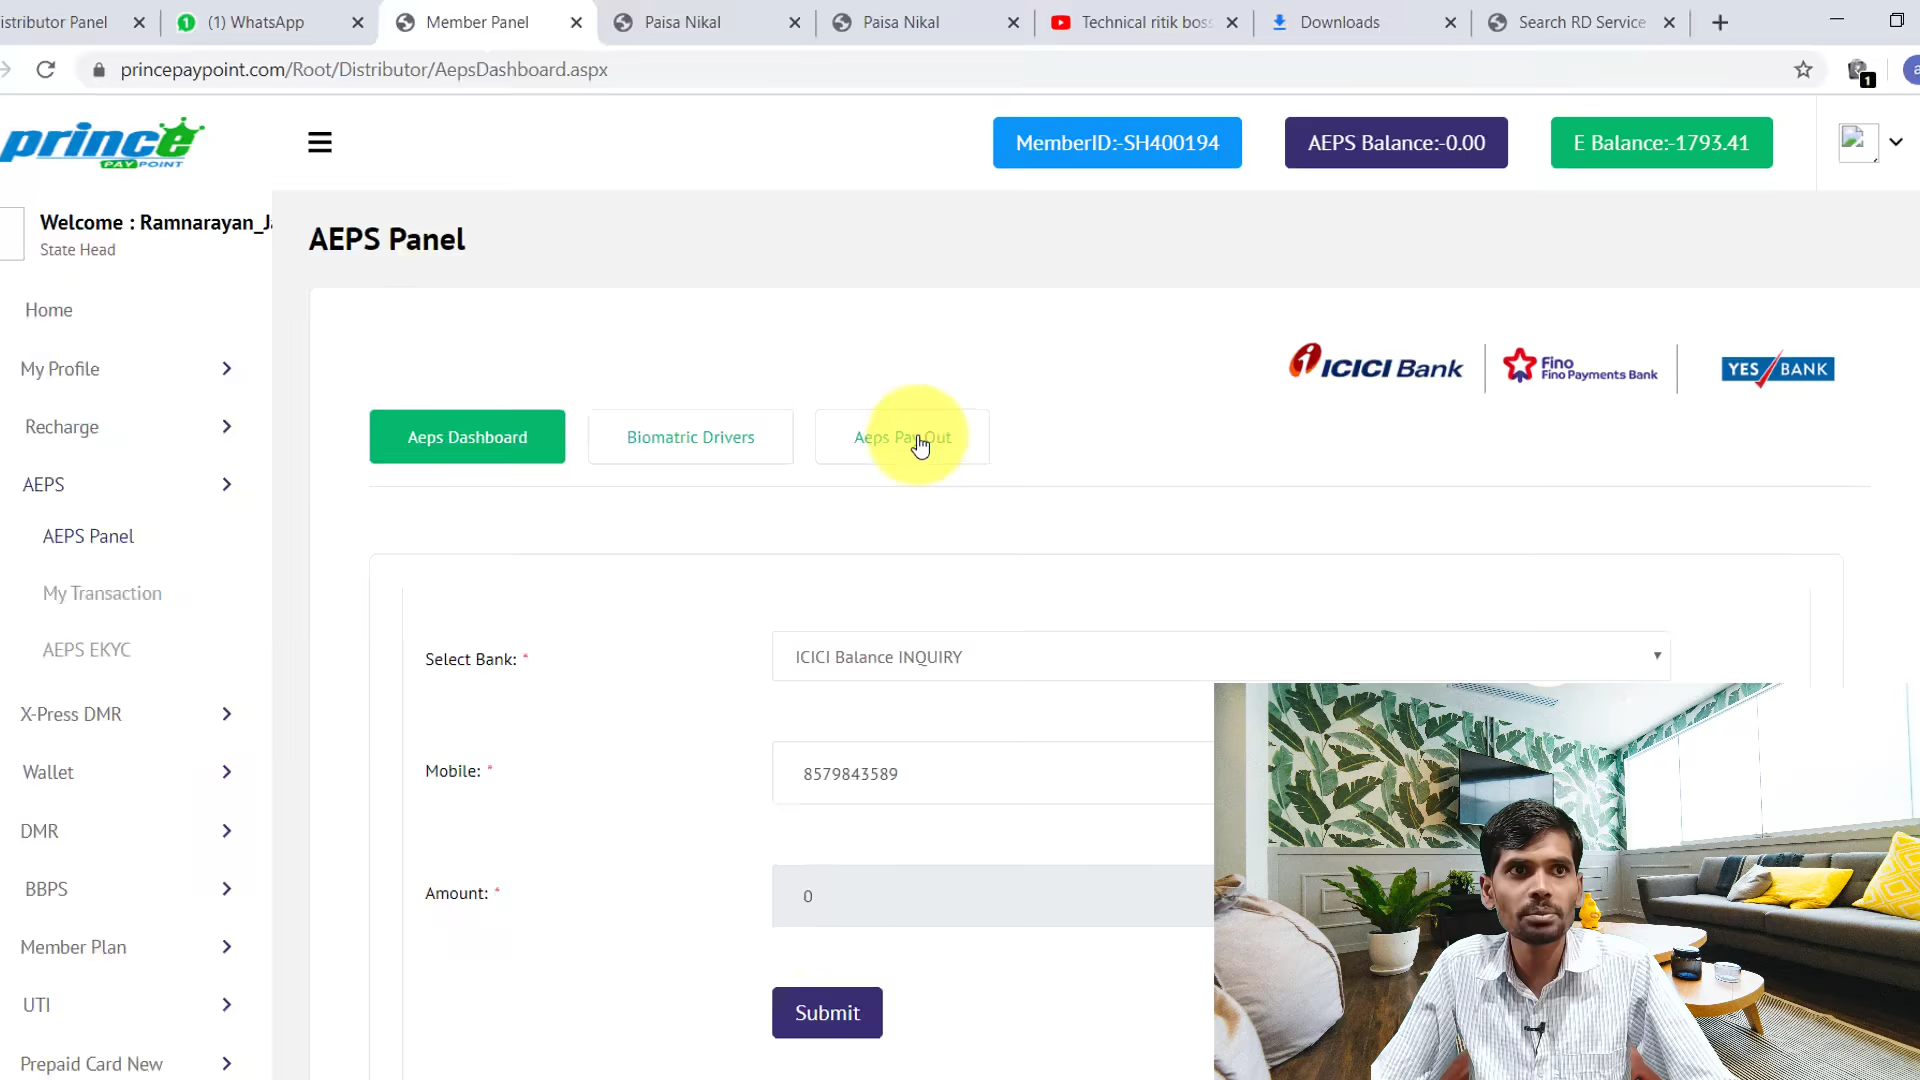 istributor Panel
(1) WhatsApp
Member Panel
Paisa Nikal
Paisa Nikal
Technical ritik boss
Downloads
Search RD Service
princepaypoint.com/Root/Distributor/AepsDashboard.aspx
1
a
prince
PAY POINT
MemberID:-SH400194
AEPS Balance:-0.00
E Balance:-1793.41
Welcome : Ramnarayan_Ja
State Head
AEPS Panel
Home
My Profile
Recharge
AEPS
AEPS Panel
My Transaction
AEPS EKYC
X-Press DMR
Wallet
DMR
BBPS
Member Plan
UTI
Prepaid Card New
ICICI Bank
Fino
Fino Payments Bank
YES BANK
Aeps Dashboard
Biomatric Drivers
Aeps Pay Out
Select Bank: *
ICICI Balance INQUIRY
Mobile: *
8579843589
Amount: *
0
Submit